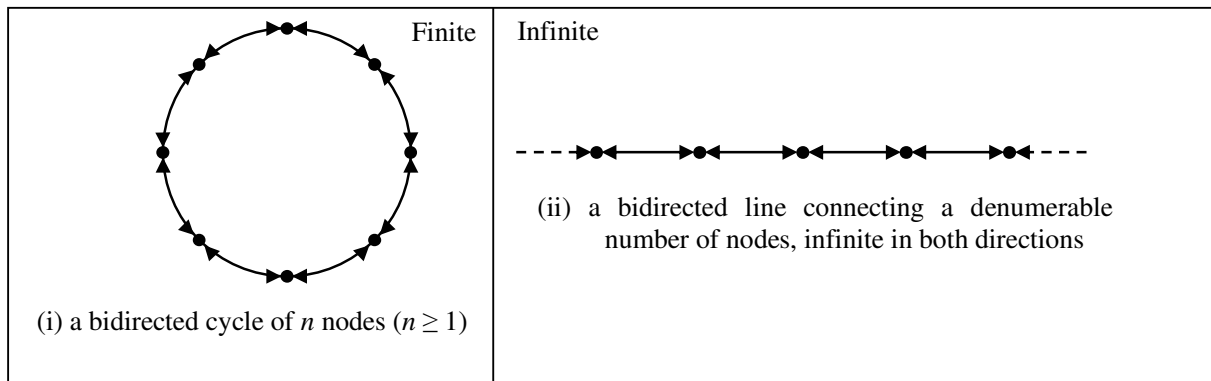 Finite
(i) a bidirected cycle of n nodes (n ≥ 1)
Infinite
(ii) a bidirected line connecting a denumerable
number of nodes, infinite in both directions